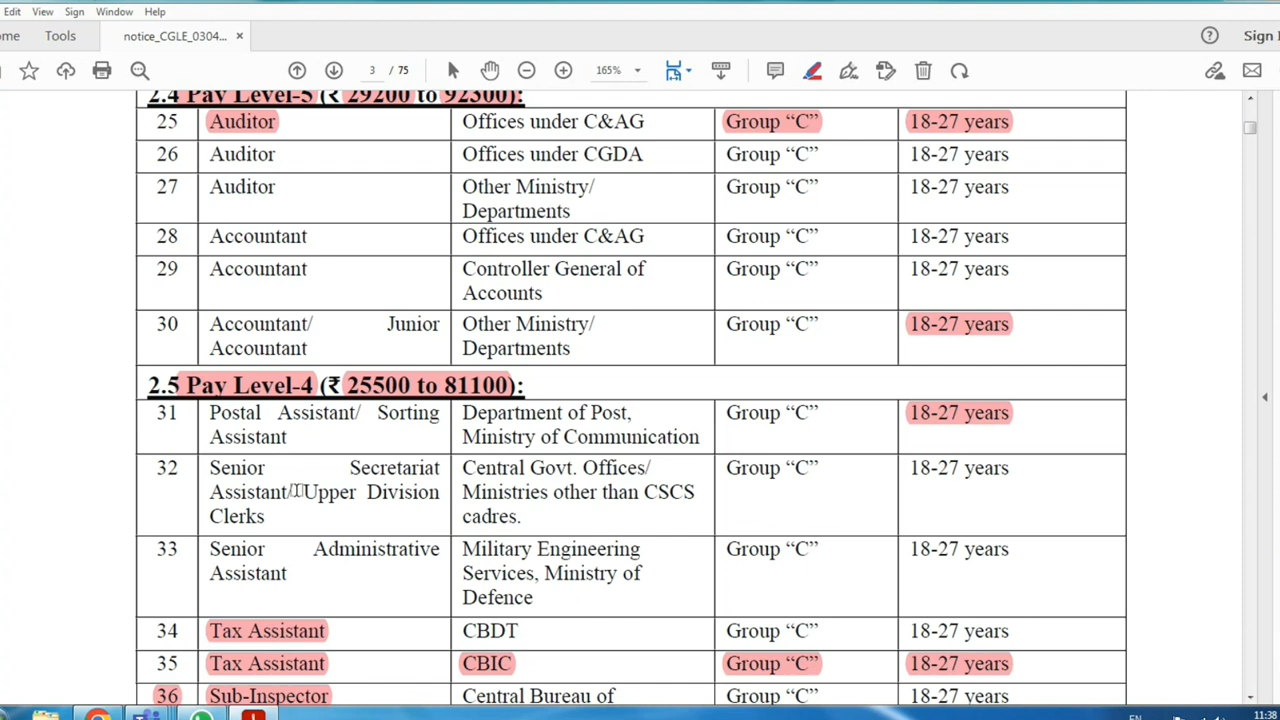 Edit View Sign Window Help
ome Tools notice_CGLE_0304... × ? Sign
3 / 75 165%
2.4 Pay Level-5 (₹ 29200 to 92300):
25 Auditor Offices under C&AG Group “C” 18-27 years
26 Auditor Offices under CGDA Group “C” 18-27 years
27 Auditor Other Ministry/ Group “C” 18-27 years
Departments
28 Accountant Offices under C&AG Group “C” 18-27 years
29 Accountant Controller General of Group “C” 18-27 years
Accounts
30 Accountant/ Junior Other Ministry/ Group “C” 18-27 years
Accountant Departments
2.5 Pay Level-4 (₹ 25500 to 81100):
31 Postal Assistant/ Sorting Department of Post, Group “C” 18-27 years
Assistant Ministry of Communication
32 Senior Secretariat Central Govt. Offices/ Group “C” 18-27 years
Assistant/ Upper Division Ministries other than CSCS
Clerks cadres.
33 Senior Administrative Military Engineering Group “C” 18-27 years
Assistant Services, Ministry of
Defence
34 Tax Assistant CBDT Group “C” 18-27 years
35 Tax Assistant CBIC Group “C” 18-27 years
36 Sub-Inspector Central Bureau of Group “C” 18-27 years
EN 11:38